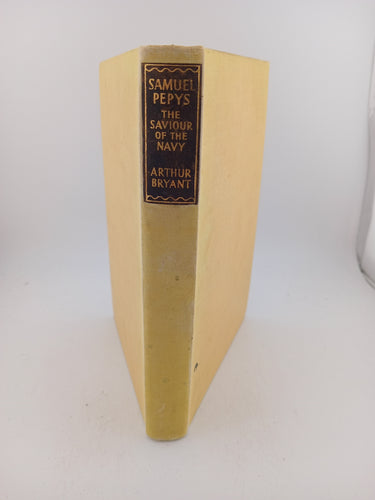 SAMUEL
PEPYS
THE
SAVIOUR
OF THE
NAVY
ARTHUR
BRYANT